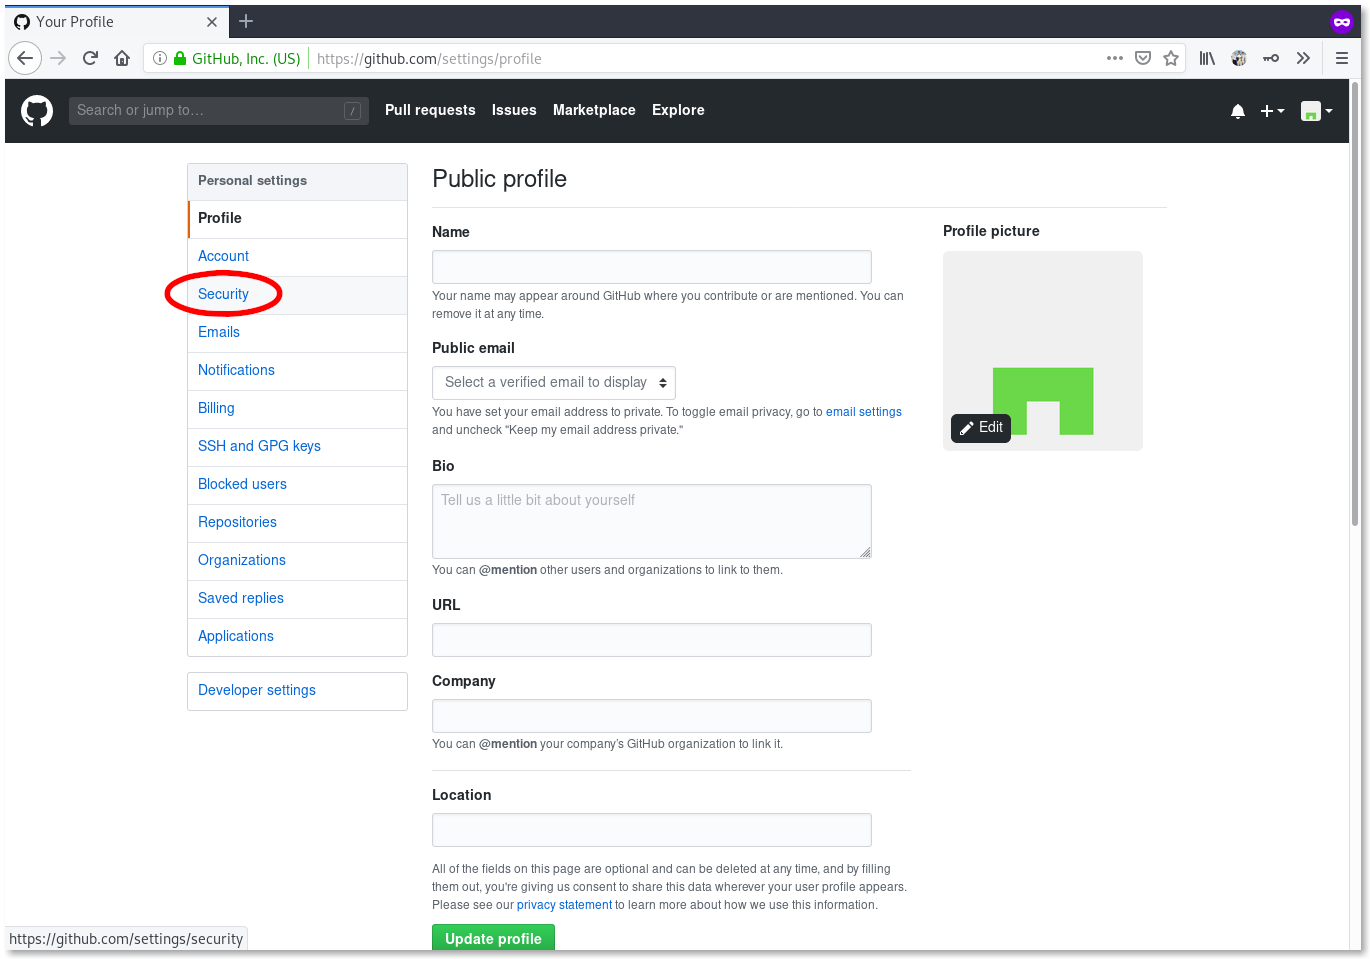 Your Profile
GitHub, Inc. (US)
https://github.com/settings/profile
Search or jump to…
/
Pull requests
Issues
Marketplace
Explore
Personal settings
Profile
Account
Security
Emails
Notifications
Billing
SSH and GPG keys
Blocked users
Repositories
Organizations
Saved replies
Applications
Developer settings
Public profile
Name
Your name may appear around GitHub where you contribute or are mentioned. You can
remove it at any time.
Public email
Select a verified email to display
You have set your email address to private. To toggle email privacy, go to email settings
and uncheck "Keep my email address private."
Bio
Tell us a little bit about yourself
You can @mention other users and organizations to link to them.
URL
Company
You can @mention your company's GitHub organization to link it.
Location
All of the fields on this page are optional and can be deleted at any time, and by filling
them out, you're giving us consent to share this data wherever your user profile appears.
Please see our privacy statement to learn more about how we use this information.
Update profile
Profile picture
Edit
https://github.com/settings/security